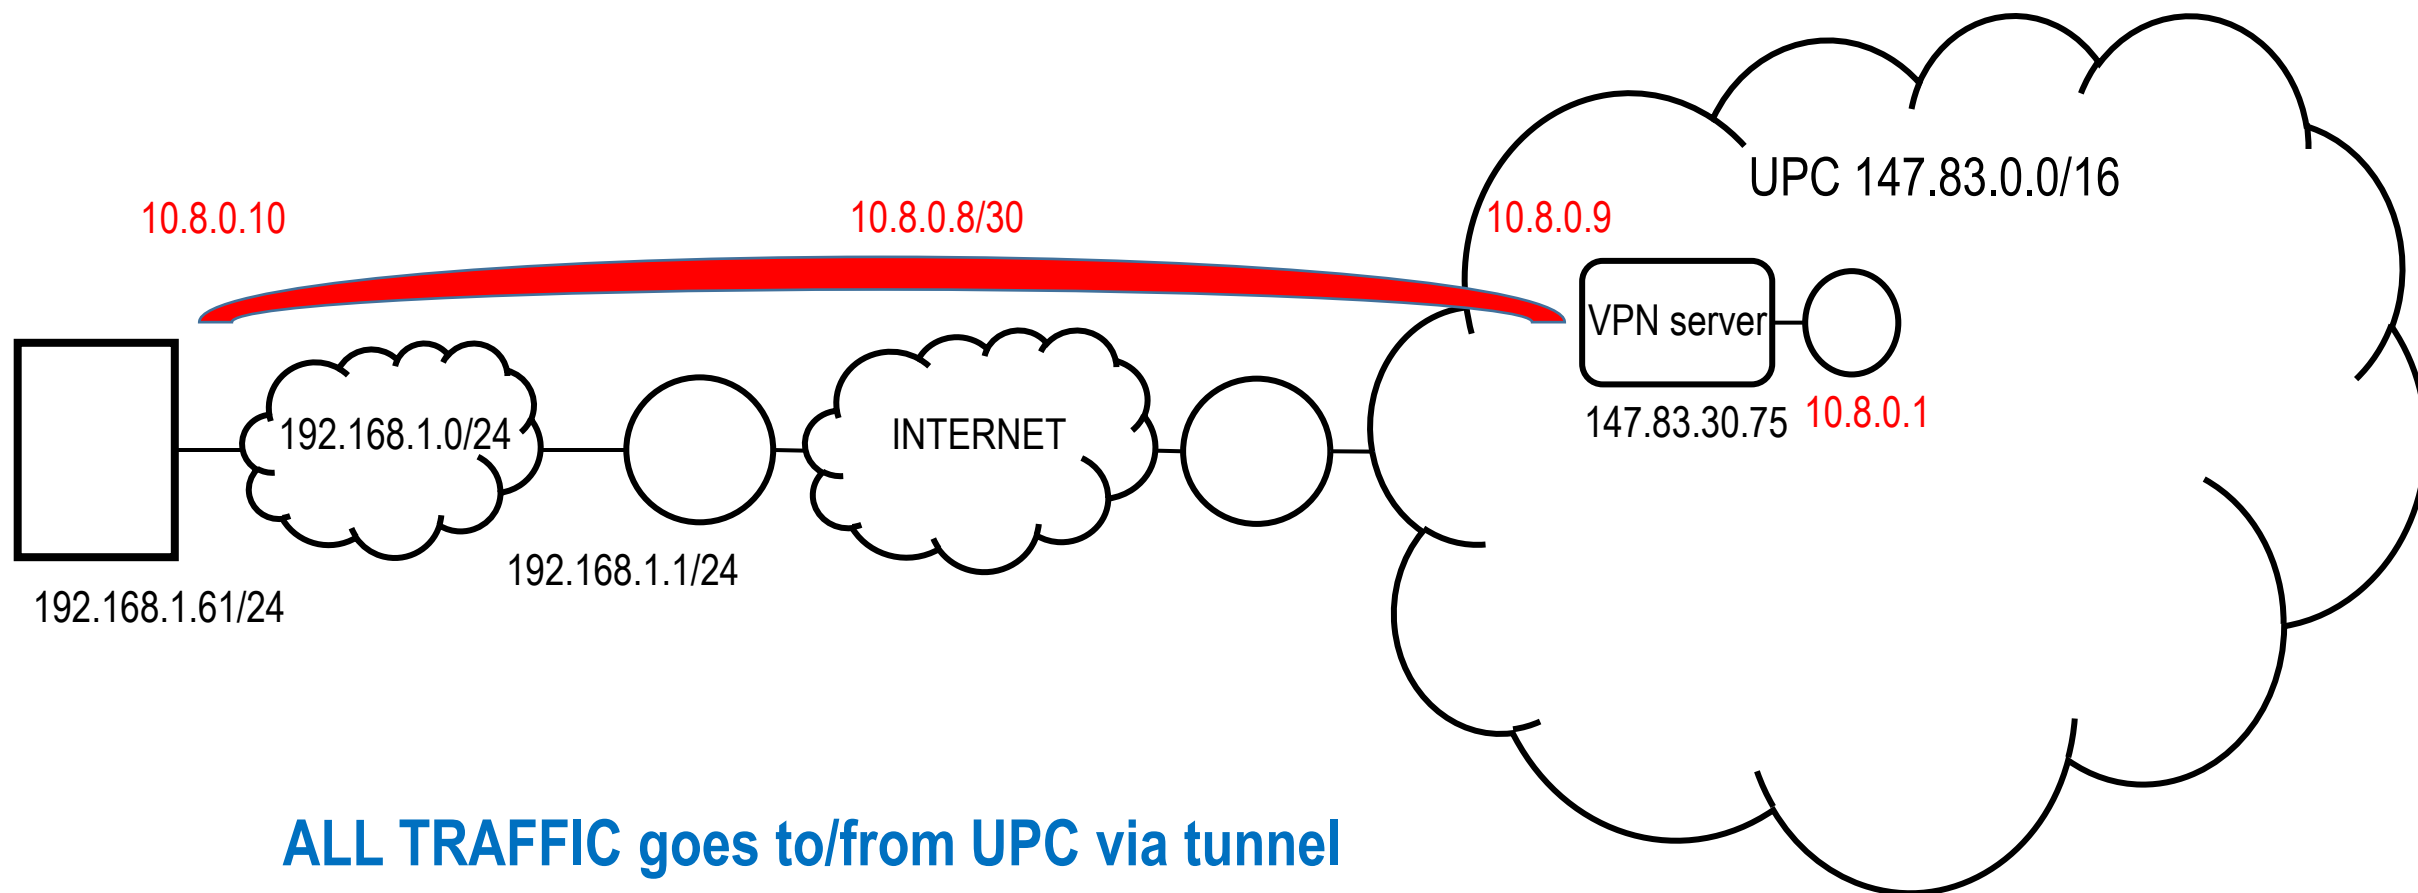 UPC 147.83.0.0/16
10.8.0.10
10.8.0.8/30
10.8.0.9
VPN server
147.83.30.75
10.8.0.1
192.168.1.0/24
INTERNET
192.168.1.1/24
192.168.1.61/24
ALL TRAFFIC goes to/from UPC via tunnel